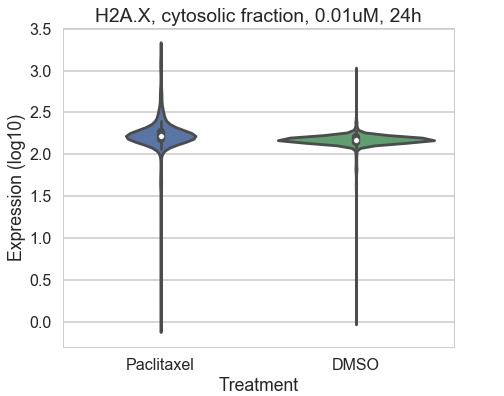 H2A.X, cytosolic fraction, 0.01uM, 24h
3.5
3.0
2.5
2.0
1.5
1.0
0.5
0.0
Expression (log10)
Paclitaxel DMSO
Treatment